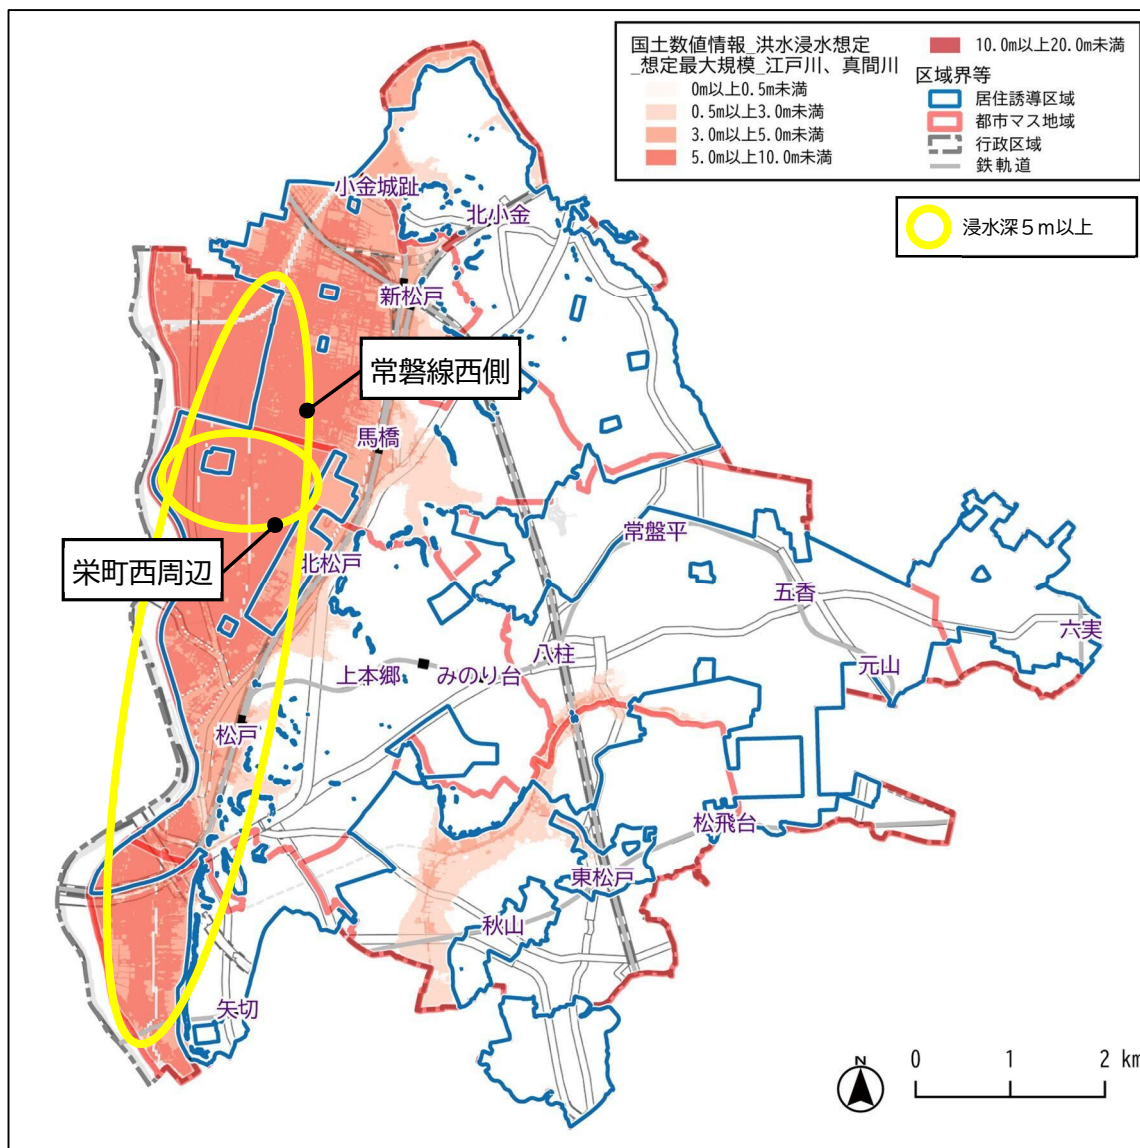 国土数値情報_洪水浸水想定
_想定最大規模_江戸川、真間川
0m以上0.5m未満
0.5m以上3.0m未満
3.0m以上5.0m未満
5.0m以上10.0m未満
10.0m以上20.0m未満
区域界等
居住誘導区域
都市マス地域
行政区域
鉄軌道
浸水深5m以上
小金城趾
北小金
新松戸
常磐線西側
馬橋
常盤平
栄町西周辺
北松戸
五香
六実
八柱
元山
上本郷
みのり台
松戸
松飛台
東松戸
秋山
矢切
N
0 1 2 km